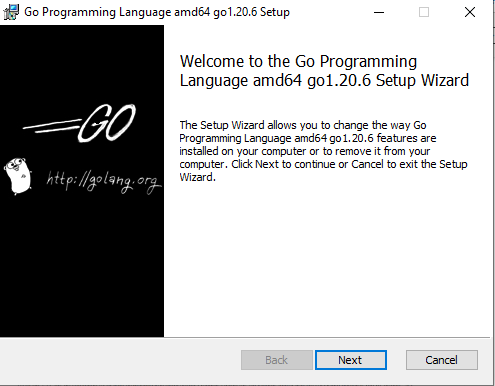 Go Programming Language amd64 go1.20.6 Setup
Welcome to the Go Programming
Language amd64 go1.20.6 Setup Wizard
GO
http://golang.org
The Setup Wizard allows you to change the way Go
Programming Language amd64 go1.20.6 features are
installed on your computer or to remove it from your
computer. Click Next to continue or Cancel to exit the Setup
Wizard.
Back
Next
Cancel